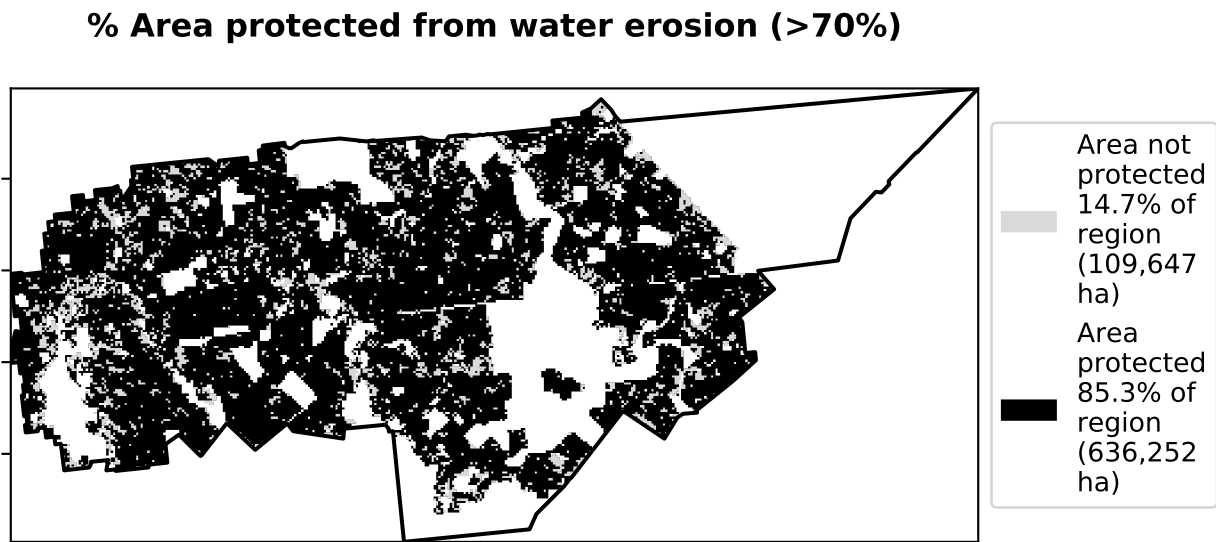 % Area protected from water erosion (>70%)
Area not
protected
14.7% of
region
(109,647
ha)
Area
protected
85.3% of
region
(636,252
ha)